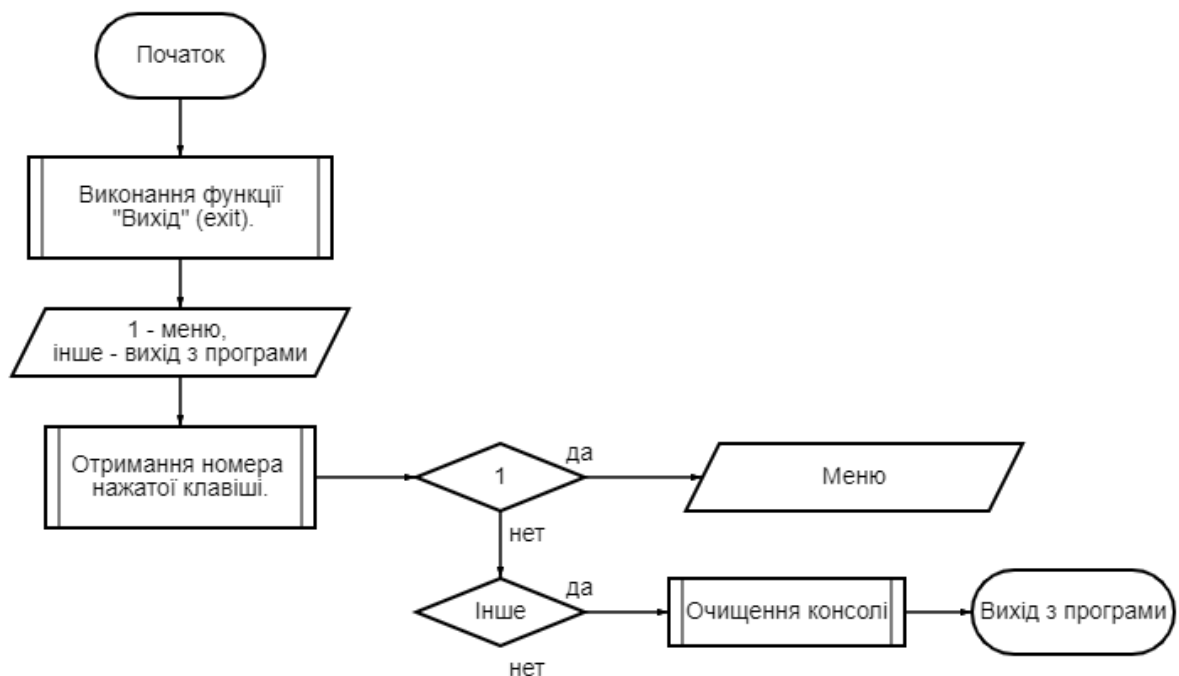 Початок
Виконання функції
"Вихід" (exit).
1 - меню,
інше - вихід з програми
Отримання номера
нажатої клавіші.
1
да
Меню
нет
Інше
да
Очищення консолі
Вихід з програми
нет